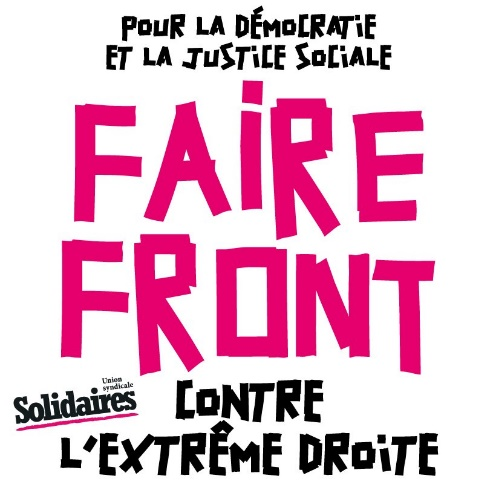 POUR LA DÉMOCRATIE
ET LA JUSTICE SOCIALE
FAIRE
FRONT
Union
syndicale
Solidaires
CONTRE
L'EXTRÊME DROITE